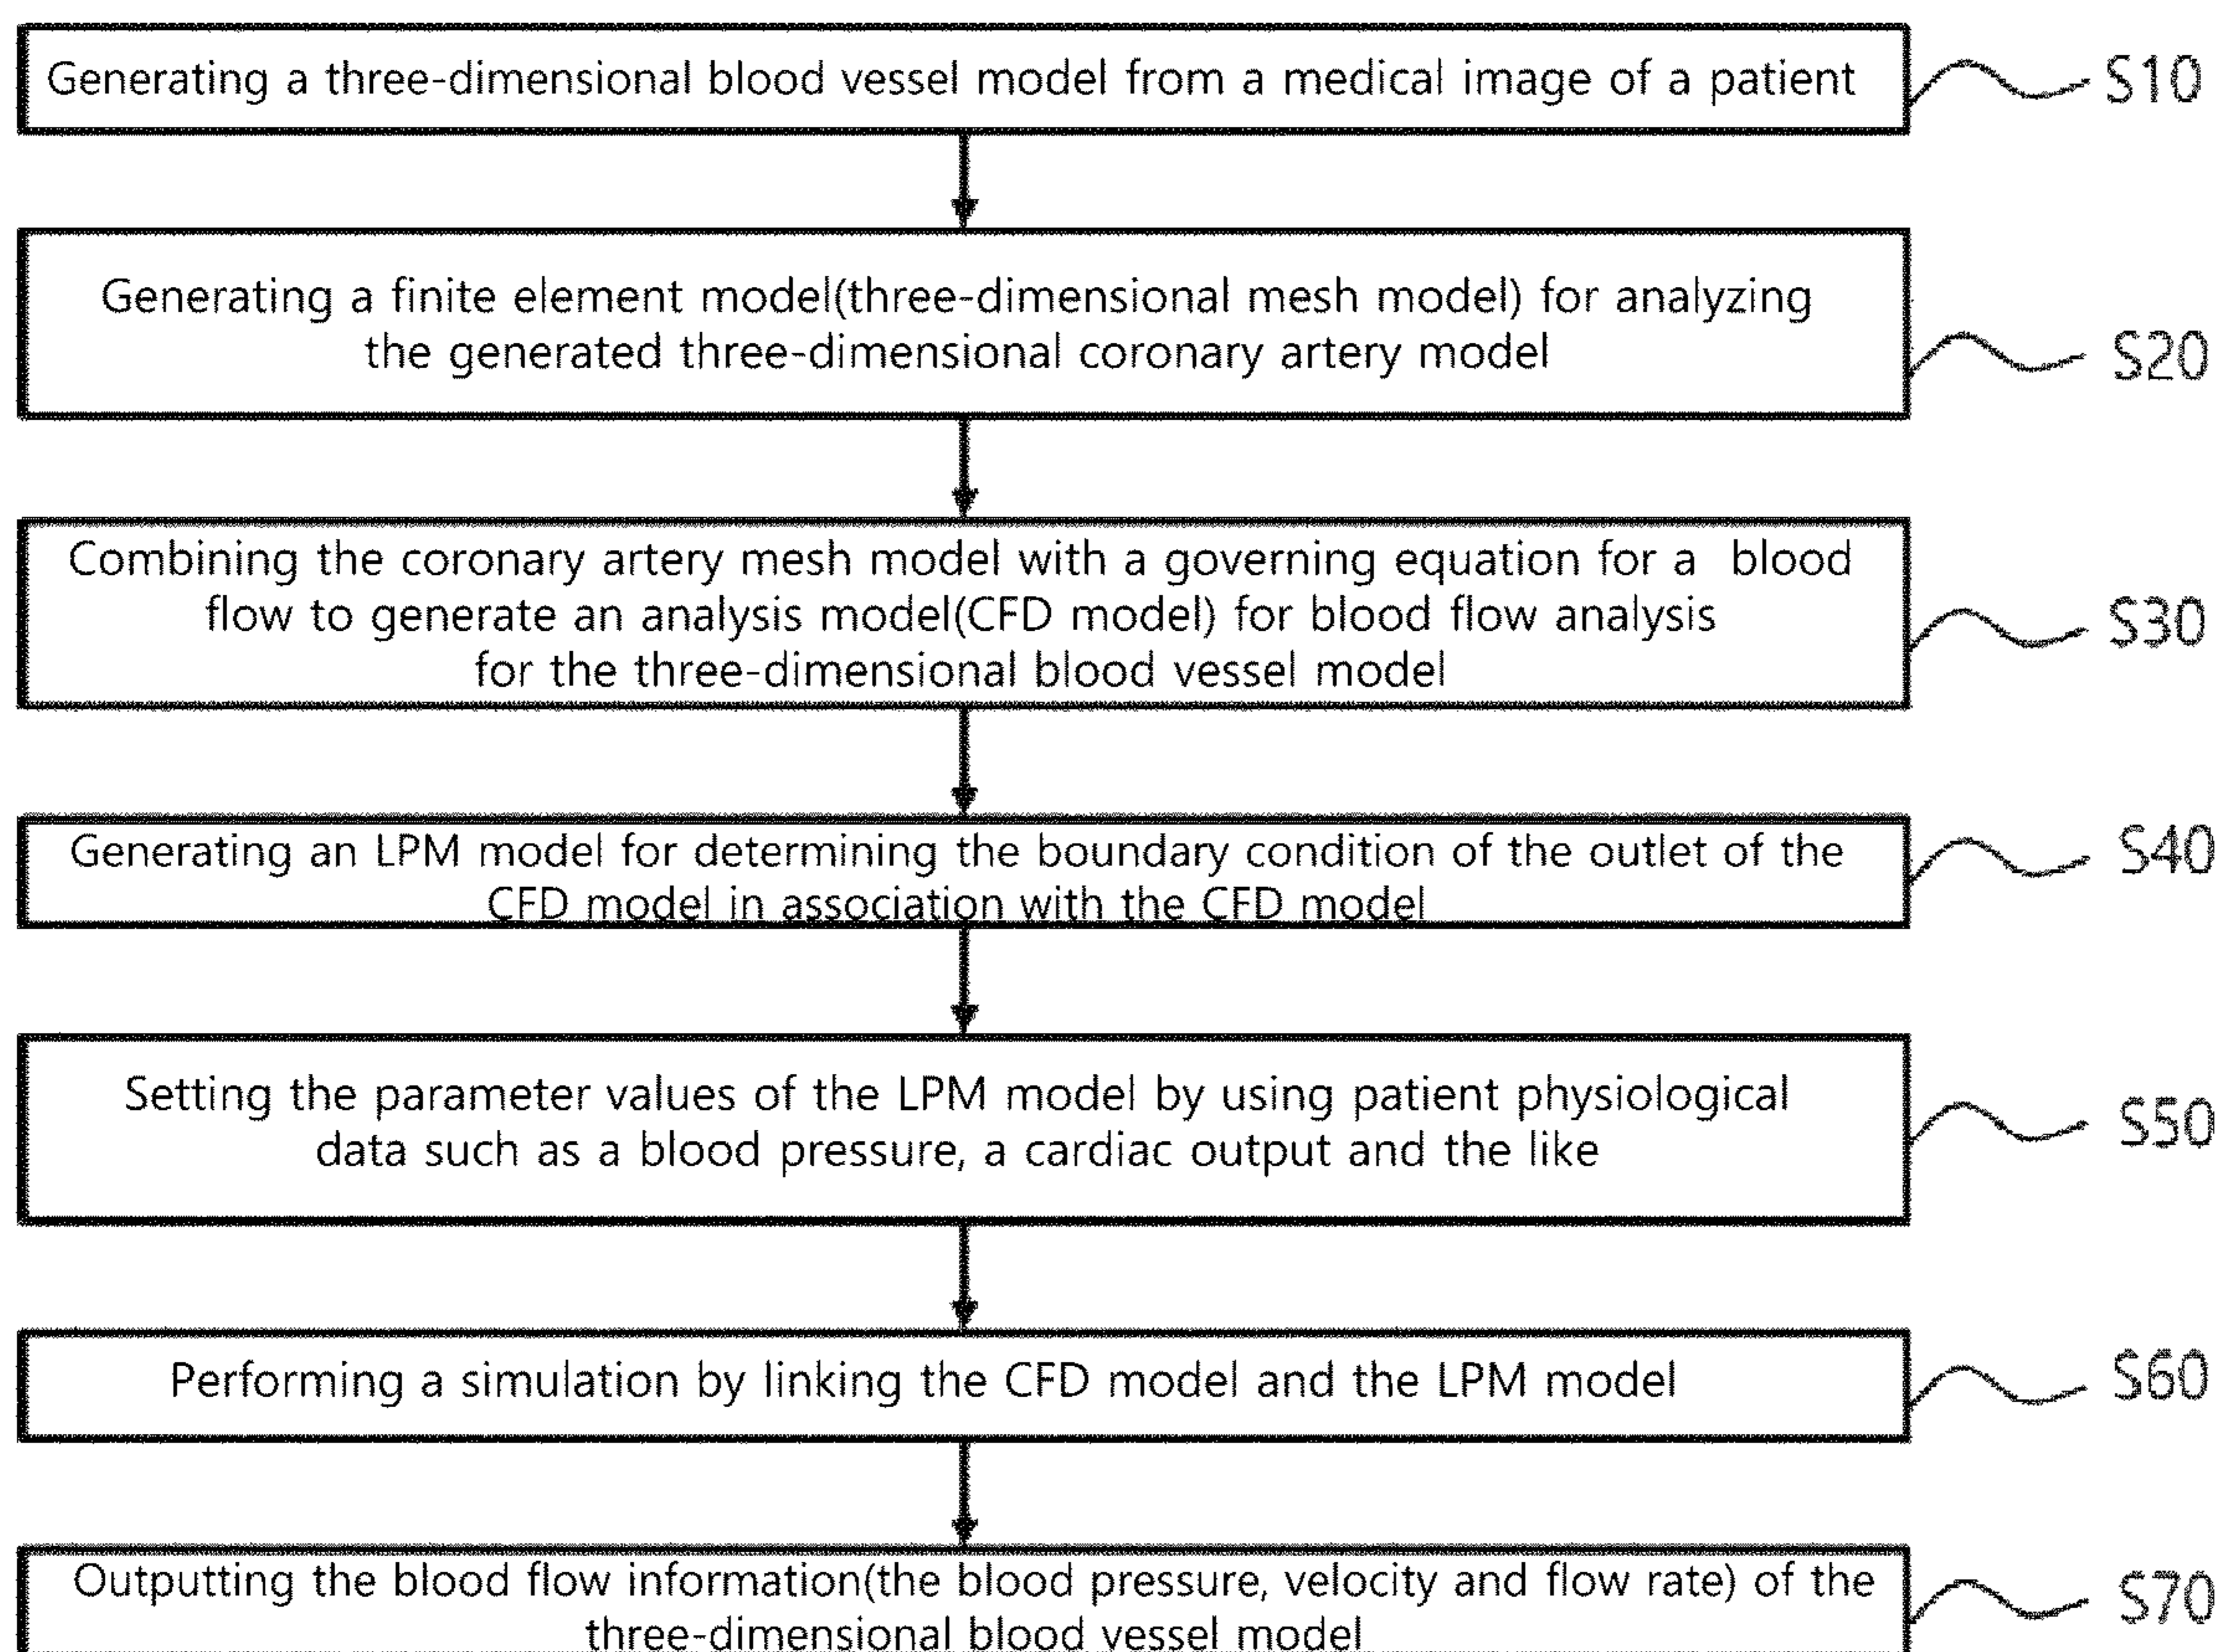 Generating a three-dimensional blood vessel model from a medical image of a patient
S10
Generating a finite element model(three-dimensional mesh model) for analyzing
the generated three-dimensional coronary artery model
S20
Combining the coronary artery mesh model with a governing equation for a blood
flow to generate an analysis model(CFD model) for blood flow analysis
for the three-dimensional blood vessel model
S30
Generating an LPM model for determining the boundary condition of the outlet of the
CFD model in association with the CFD model
S40
Setting the parameter values of the LPM model by using patient physiological
data such as a blood pressure, a cardiac output and the like
S50
Performing a simulation by linking the CFD model and the LPM model
S60
Outputting the blood flow information(the blood pressure, velocity and flow rate) of the
three-dimensional blood vessel model
S70